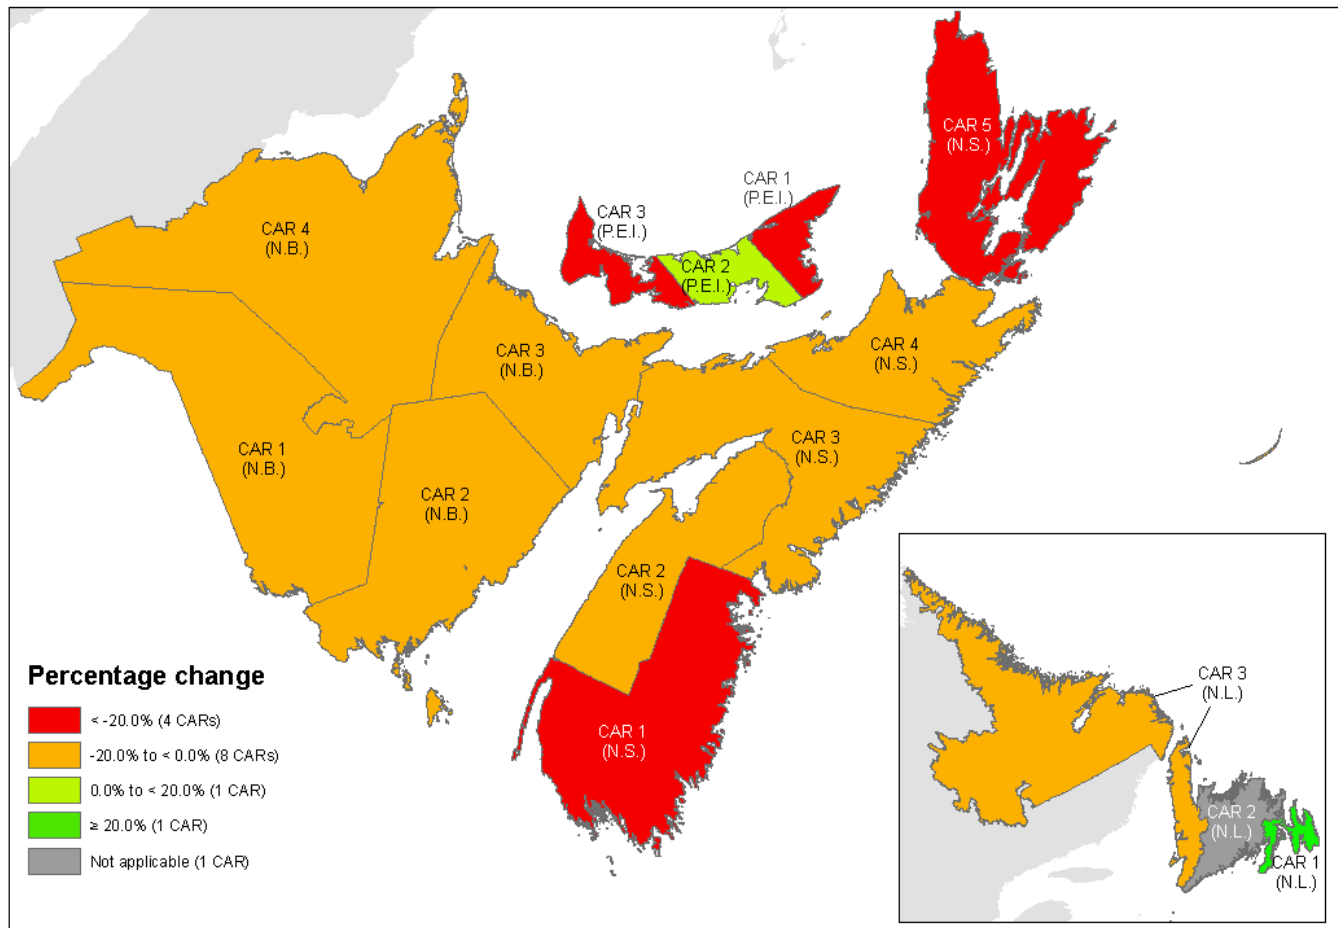 CAR 5
(N.S.)
CAR 1
(P.E.I.)
CAR 3
(P.E.I.)
CAR 4
(N.B.)
CAR 2
(P.E.I.)
CAR 3
(N.B.)
CAR 4
(N.S.)
CAR 1
(N.B.)
CAR 3
(N.S.)
CAR 2
(N.B.)
CAR 2
(N.S.)
CAR 1
(N.S.)
Percentage change
< -20.0% (4 CARs)
-20.0% to < 0.0% (8 CARs)
0.0% to < 20.0% (1 CAR)
≥ 20.0% (1 CAR)
Not applicable (1 CAR)
CAR 3
(N.L.)
CAR 2
(N.L.)
CAR 1
(N.L.)